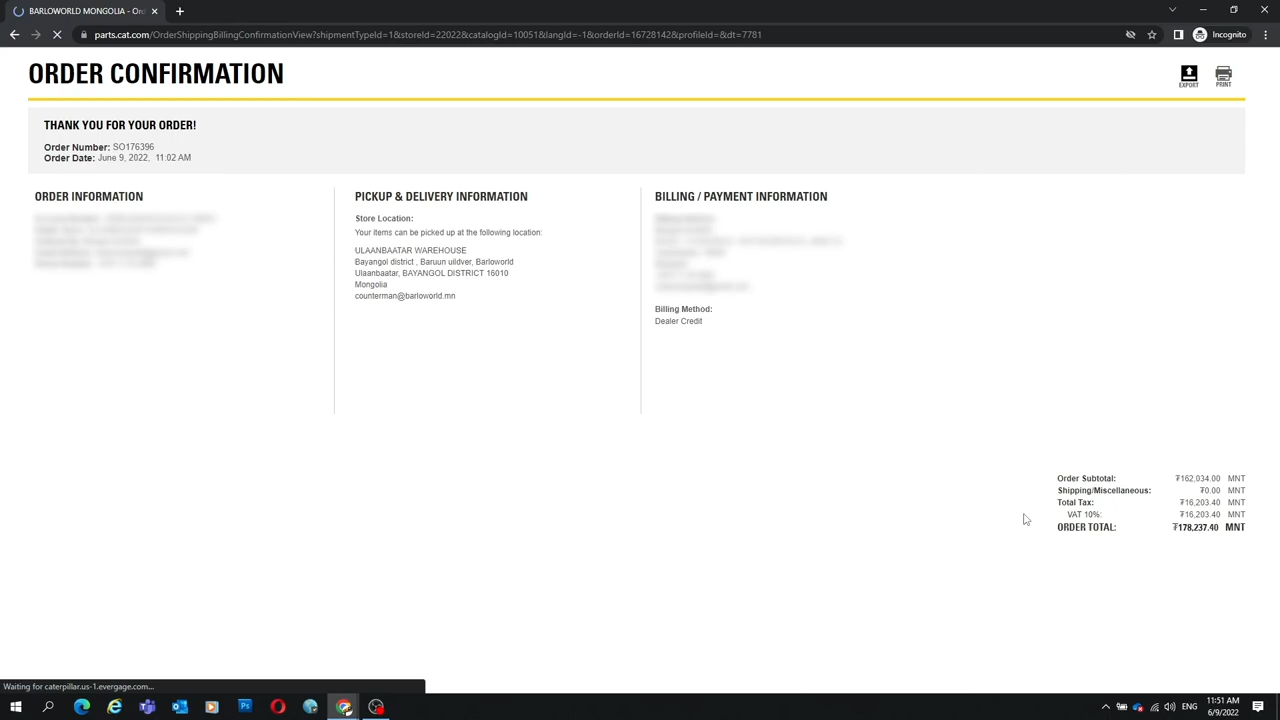 BARLOWORLD MONGOLIA - Or
parts.cat.com/OrderShippingBillingConfirmationView?shipmentTypeId=1&storeId=22022&catalogId=10051&langId=-1&orderId=16728142&profileId=&dt=7781
Incognito
ORDER CONFIRMATION
EXPORT
PRINT
THANK YOU FOR YOUR ORDER!
Order Number: SO176396
Order Date: June 9, 2022, 11:02 AM
ORDER INFORMATION
PICKUP & DELIVERY INFORMATION
Store Location:
Your items can be picked up at the following location:
ULAANBAATAR WAREHOUSE
Bayangol district , Baruun uildver, Barloworld
Ulaanbaatar, BAYANGOL DISTRICT 16010
Mongolia
counterman@barloworld.mn
BILLING / PAYMENT INFORMATION
Billing Method:
Dealer Credit
Order Subtotal: ₮162,034.00 MNT
Shipping/Miscellaneous: ₮0.00 MNT
Total Tax: ₮16,203.40 MNT
VAT 10%: ₮16,203.40 MNT
ORDER TOTAL: ₮178,237.40 MNT
Waiting for caterpillar.us-1.evergage.com...
ENG
11:51 AM
6/9/2022